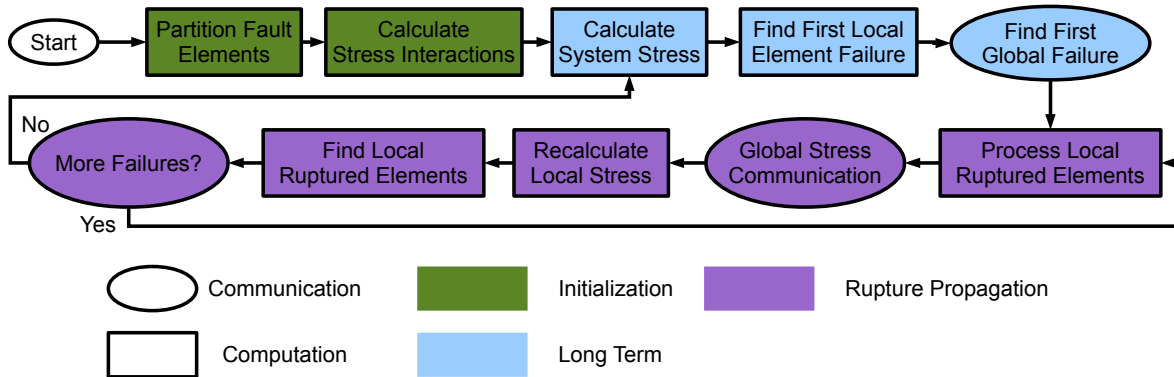 Start
Partition Fault
Elements
Calculate
Stress Interactions
Calculate
System Stress
Find First Local
Element Failure
Find First
Global Failure
No
More Failures?
Find Local
Ruptured Elements
Recalculate
Local Stress
Global Stress
Communication
Process Local
Ruptured Elements
Yes
Communication
Initialization
Rupture Propagation
Computation
Long Term